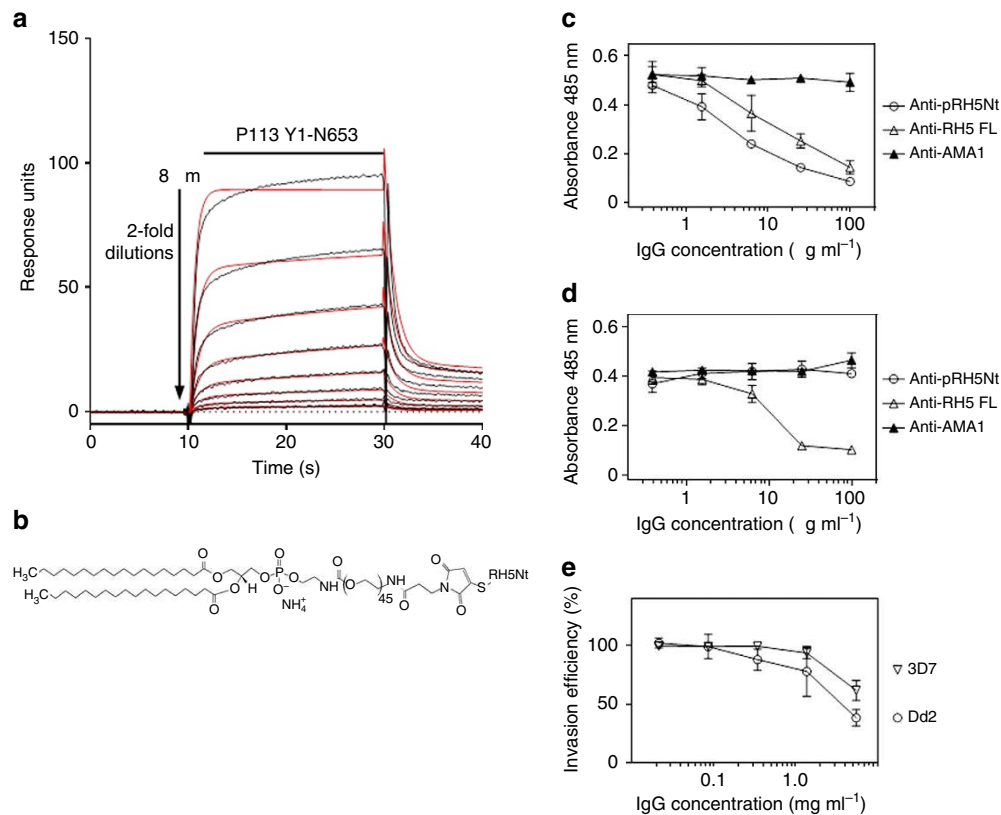 a
150
100
50
0
Response units
P113 Y1-N653
8 m
2-fold
dilutions
0 10 20 30 40
Time (s)
b
H₃C
H₃C
O
O
O
O
H
O
P
O
O⁻
O
NH₄⁺
NH
O
O
45
NH
O
N
O
O
S
RH5Nt
c
0.6
0.4
0.2
0
Absorbance 485 nm
1 10 100
IgG concentration ( g ml⁻¹)
Anti-pRH5Nt
Anti-RH5 FL
Anti-AMA1
d
0.6
0.4
0.2
0
Absorbance 485 nm
1 10 100
IgG concentration ( g ml⁻¹)
Anti-pRH5Nt
Anti-RH5 FL
Anti-AMA1
e
100
50
0
Invasion efficiency (%)
0.1 1.0
IgG concentration (mg ml⁻¹)
3D7
Dd2